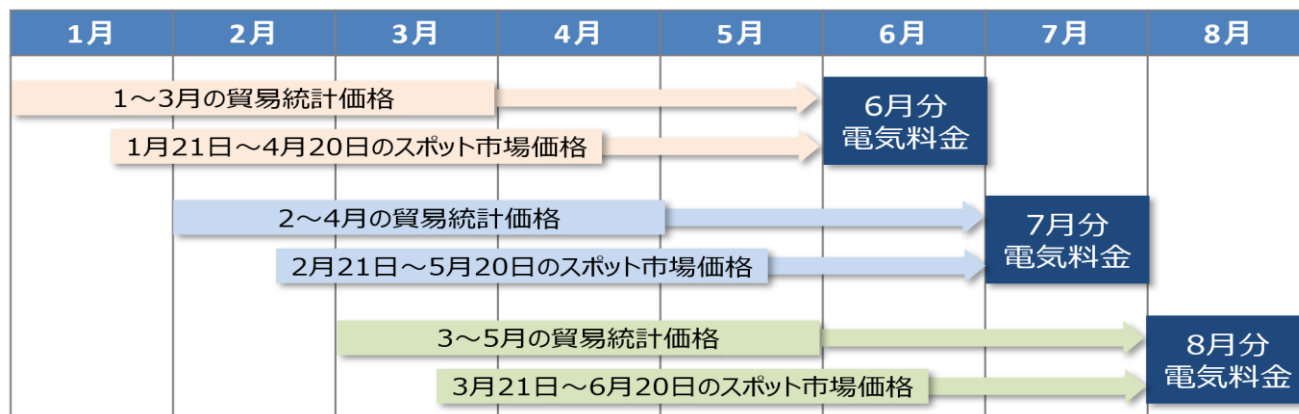 1月 2月 3月 4月 5月 6月 7月 8月
1～3月の貿易統計価格
1月21日～4月20日のスポット市場価格
6月分
電気料金
2～4月の貿易統計価格
2月21日～5月20日のスポット市場価格
7月分
電気料金
3～5月の貿易統計価格
3月21日～6月20日のスポット市場価格
8月分
電気料金